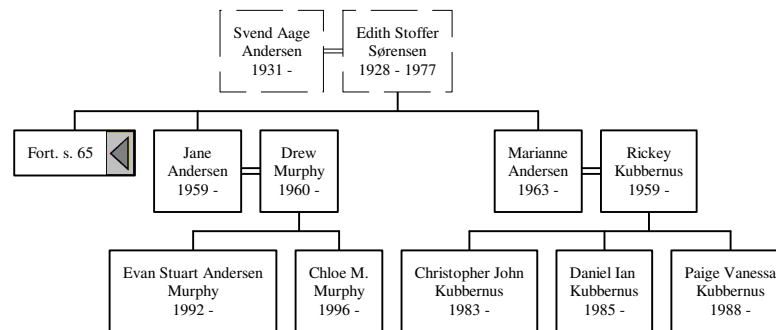 Svend Aage
Andersen
1931 -
Edith Stoffer
Sørensen
1928 - 1977
Fort. s. 65
Jane
Andersen
1959 -
Drew
Murphy
1960 -
Marianne
Andersen
1963 -
Rickey
Kubbernus
1959 -
Evan Stuart Andersen
Murphy
1992 -
Chloe M.
Murphy
1996 -
Christopher John
Kubbernus
1983 -
Daniel Ian
Kubbernus
1985 -
Paige Vanessa
Kubbernus
1988 -